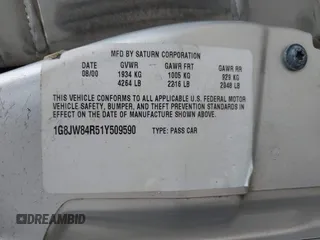 MFD BY SATURN CORPORATION
DATE GVWR GAWR FRT GAWR RR
08/00 1934 KG 1005 KG 929 KG
4264 LB 2216 LB 2048 LB
THIS VEHICLE CONFORMS TO ALL APPLICABLE U.S. FEDERAL MOTOR
VEHICLE SAFETY, BUMPER, AND THEFT PREVENTION STANDARDS IN
EFFECT ON THE DATE OF MANUFACTURE SHOWN ABOVE.
1G8JW84R51Y509590 TYPE: PASS CAR
DREAMBID